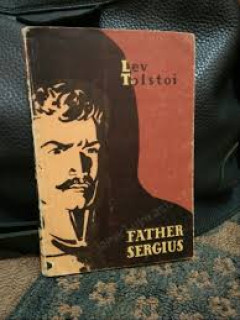 Lev
Tolstoi
FATHER
SERGIUS